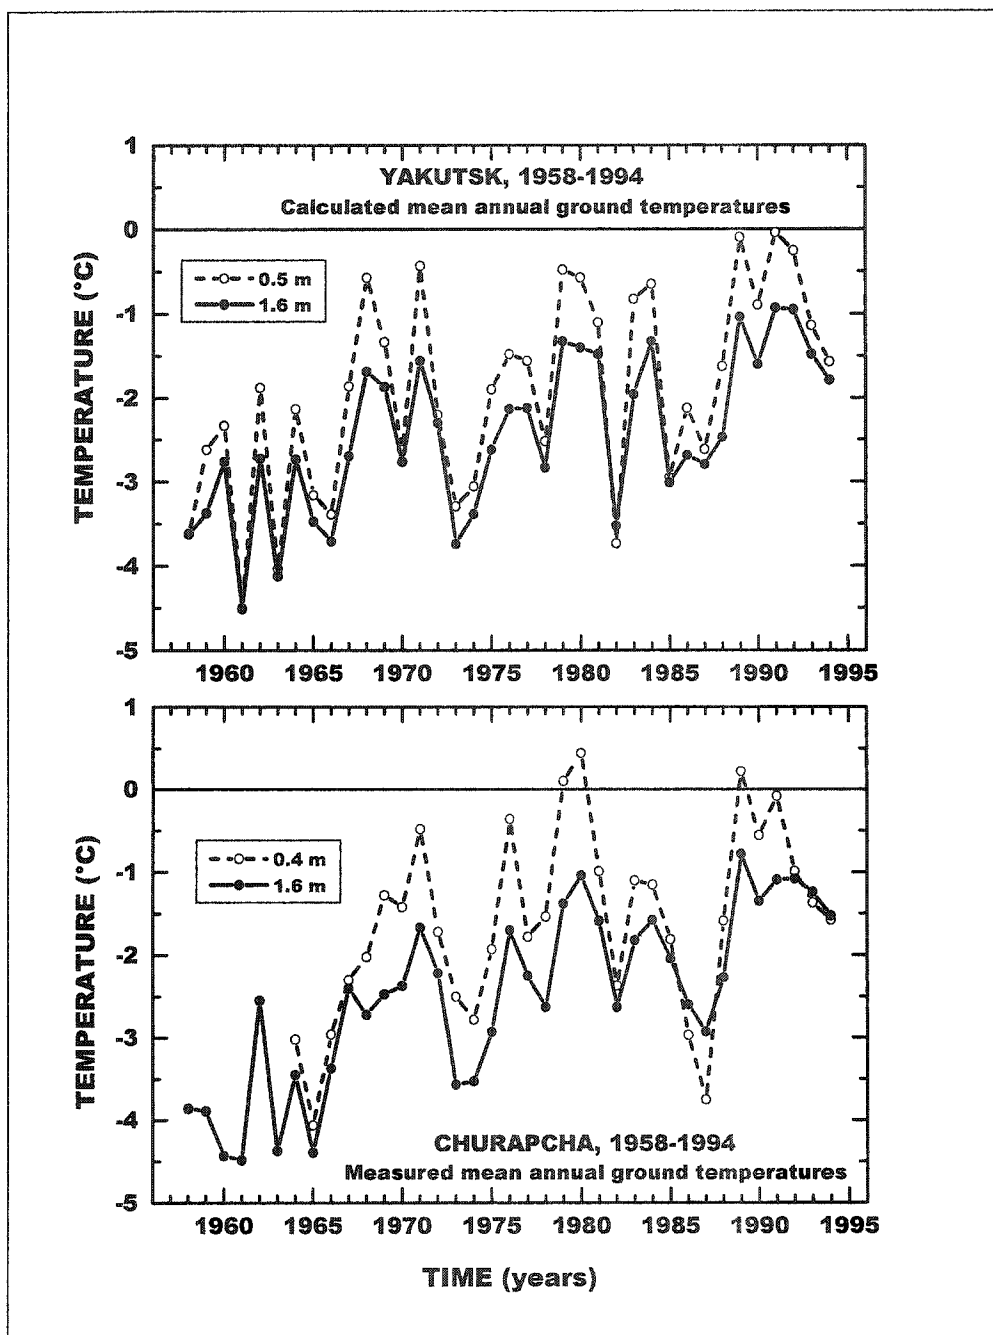 YAKUTSK, 1958-1994
Calculated mean annual ground temperatures
TEMPERATURE (°C)
1
0
-1
-2
-3
-4
-5
0.5 m
1.6 m
1960 1965 1970 1975 1980 1985 1990 1995
TEMPERATURE (°C)
1
0
-1
-2
-3
-4
-5
0.4 m
1.6 m
CHURAPCHA, 1958-1994
Measured mean annual ground temperatures
1960 1965 1970 1975 1980 1985 1990 1995
TIME (years)